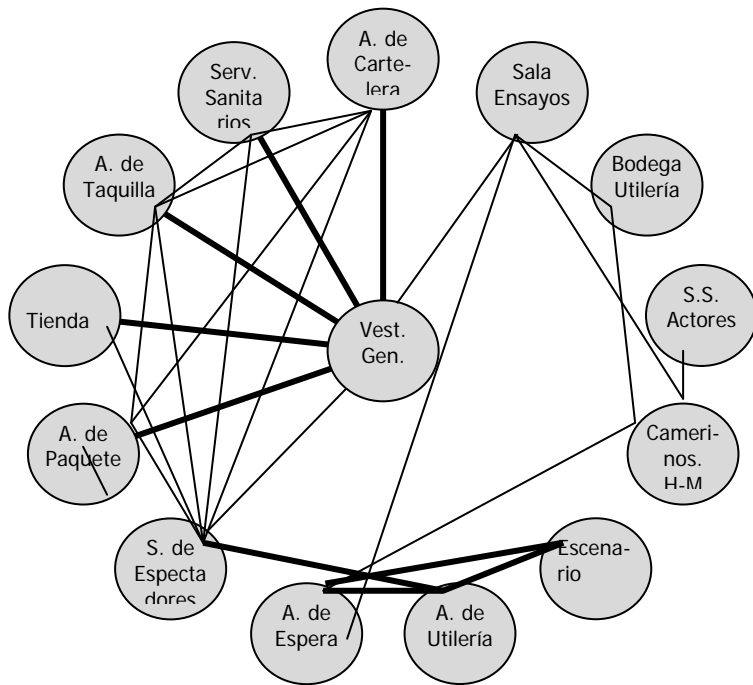 A. de
Carte-
lera
Serv.
Sanita
rios
Sala
Ensayos
A. de
Taquilla
Bodega
Utilería
Tienda
Vest.
Gen.
S.S.
Actores
A. de
Paquete
Cameri-
nos.
H-M
S. de
Especta
dores
Escena-
rio
A. de
Espera
A. de
Utilería